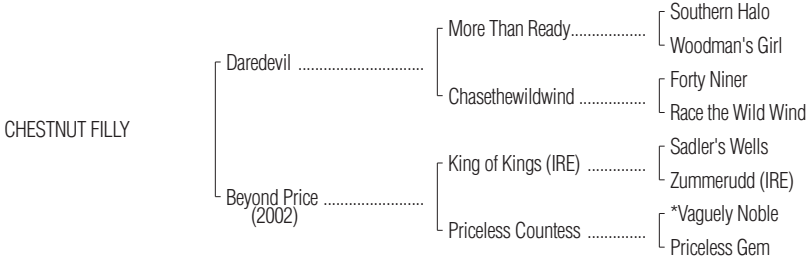 Southern Halo
More Than Ready.................
Woodman's Girl
Daredevil ............................
Forty Niner
Chasethewildwind ...............
Race the Wild Wind
CHESTNUT FILLY
Sadler's Wells
King of Kings (IRE) .............
Zummerudd (IRE)
Beyond Price .......................
(2002)
*Vaguely Noble
Priceless Countess .............
Priceless Gem